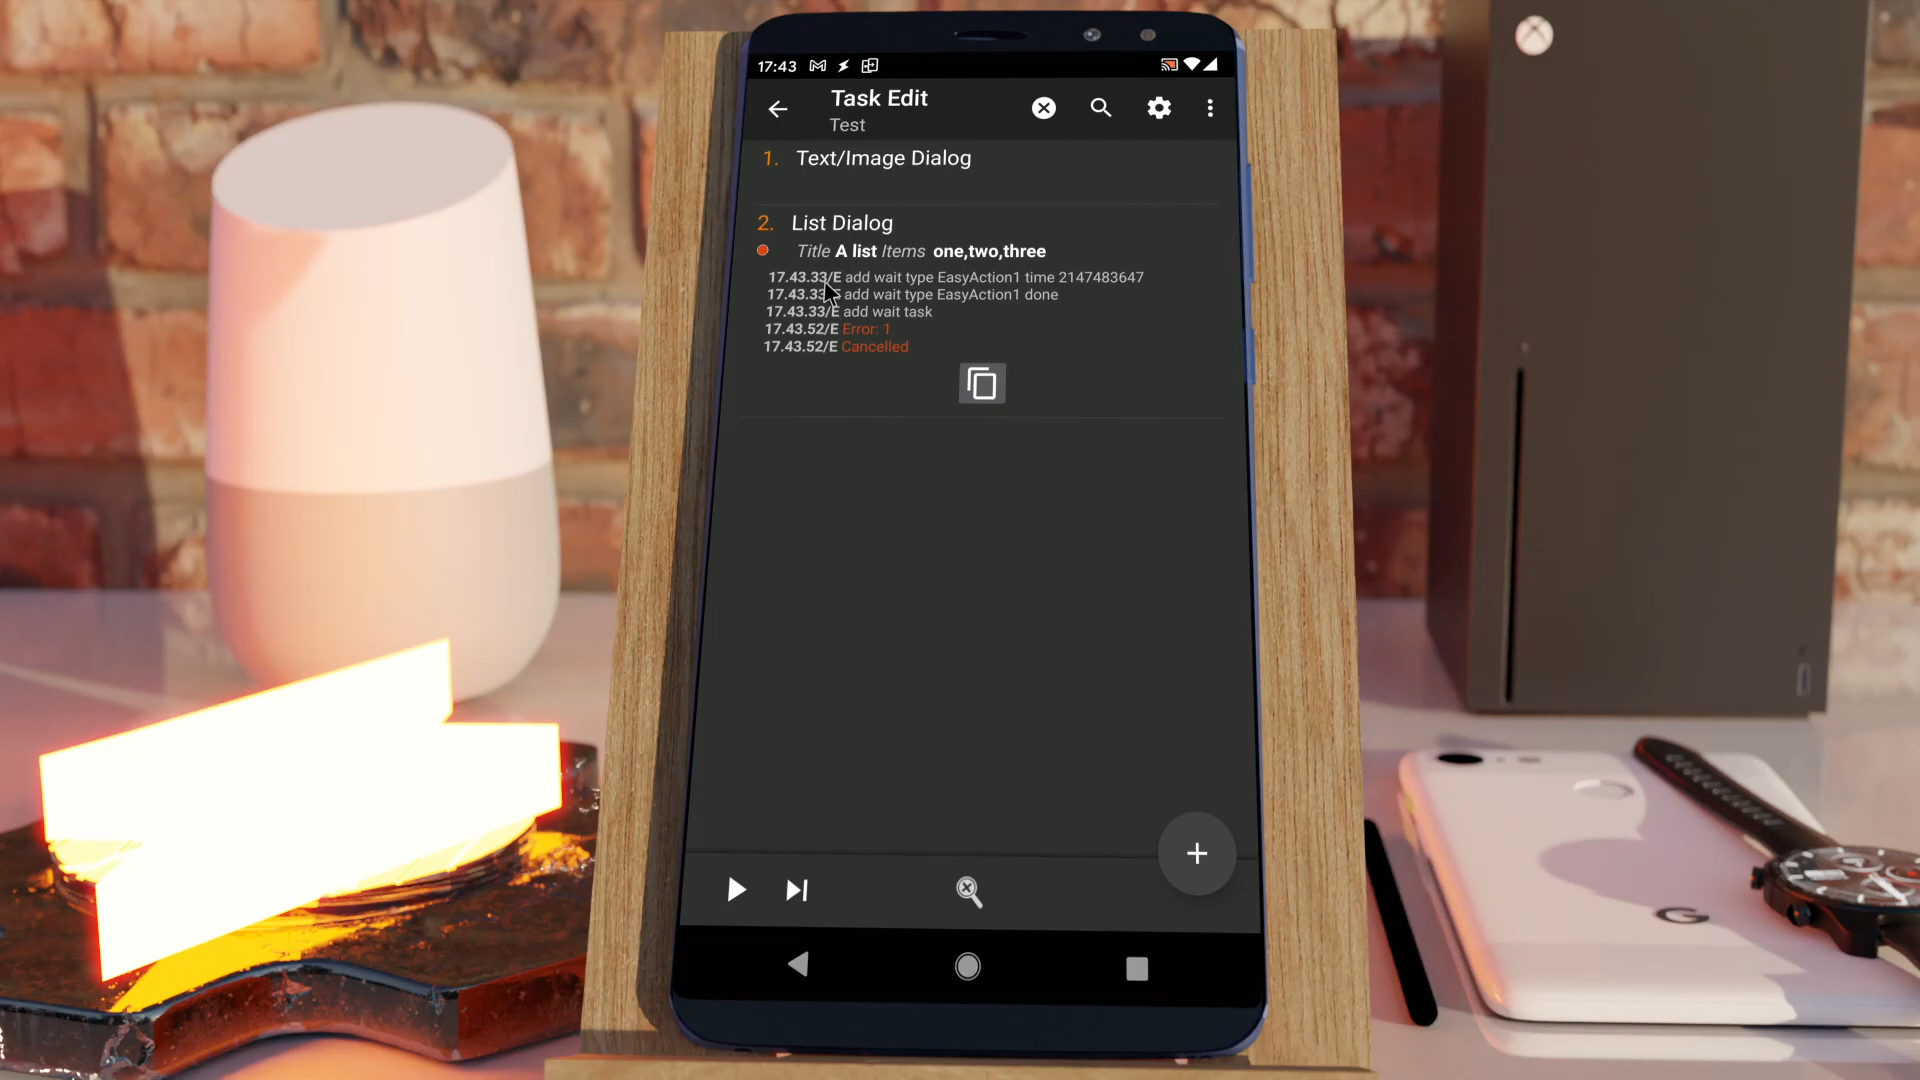 17:43
Task Edit
Test
1. Text/Image Dialog
2. List Dialog
Title A list Items one,two,three
17.43.33/E add wait type EasyAction1 time 2147483647
17.43.33 add wait type EasyAction1 done
17.43.33/E add wait task
17.43.52/E Error: 1
17.43.52/E Cancelled
G